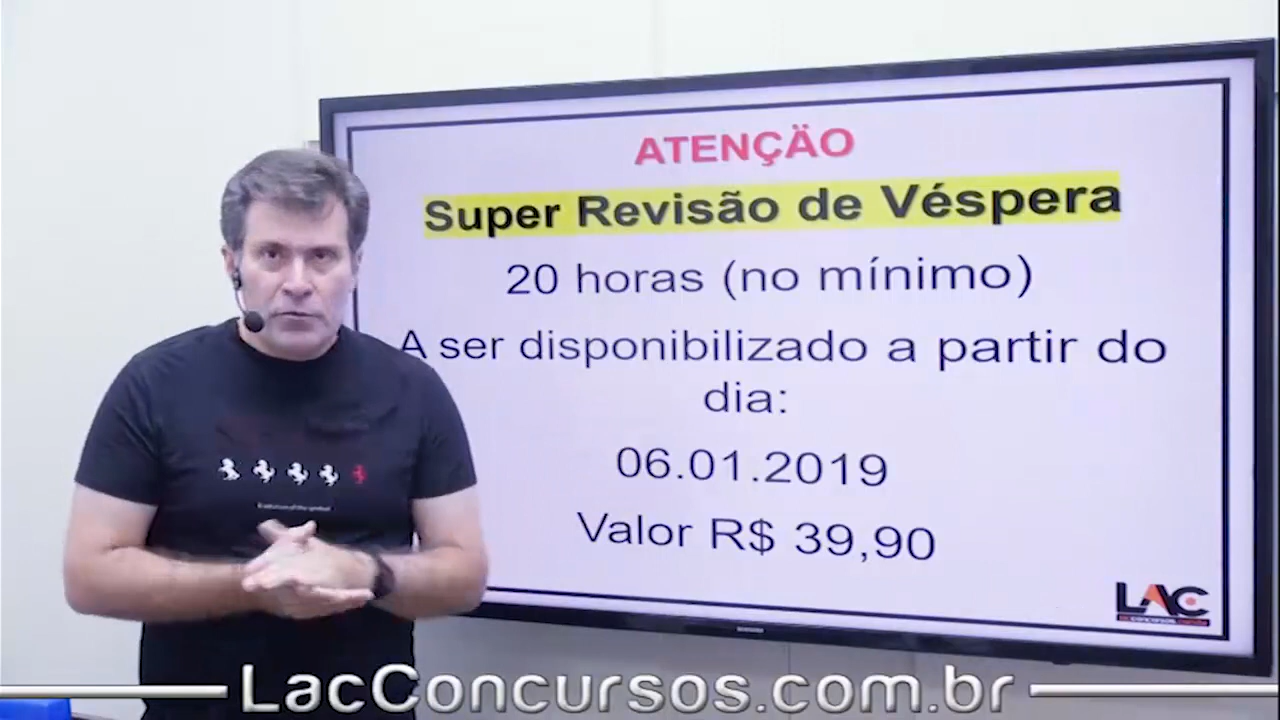 ATENÇÄO
Super Revisão de Véspera
20 horas (no mínimo)
A ser disponibilizado a partir do
dia:
06.01.2019
Valor R$ 39,90
LAC
LacConcursos.com.br